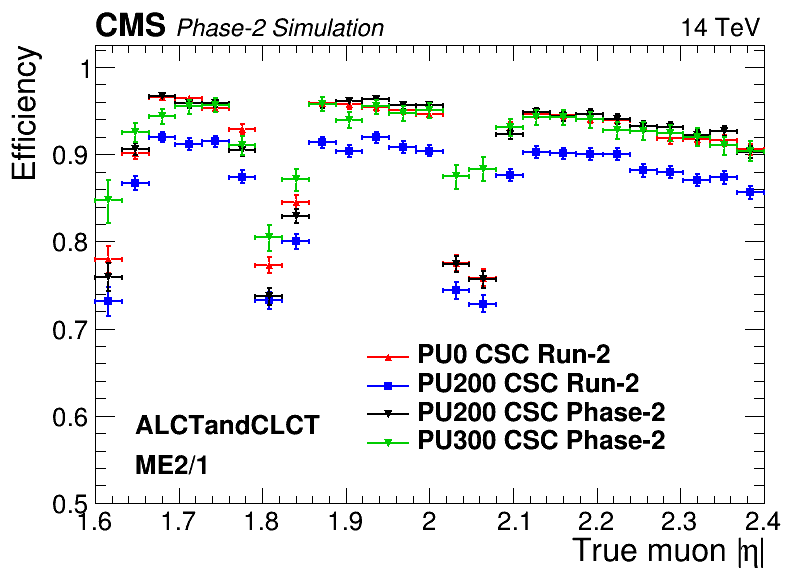 CMS Phase-2 Simulation 14 TeV
Efficiency
1
0.9
0.8
0.7
0.6
0.5
PU0 CSC Run-2
PU200 CSC Run-2
PU200 CSC Phase-2
PU300 CSC Phase-2
ALCTandCLCT
ME2/1
1.6 1.7 1.8 1.9 2 2.1 2.2 2.3 2.4
True muon |η|